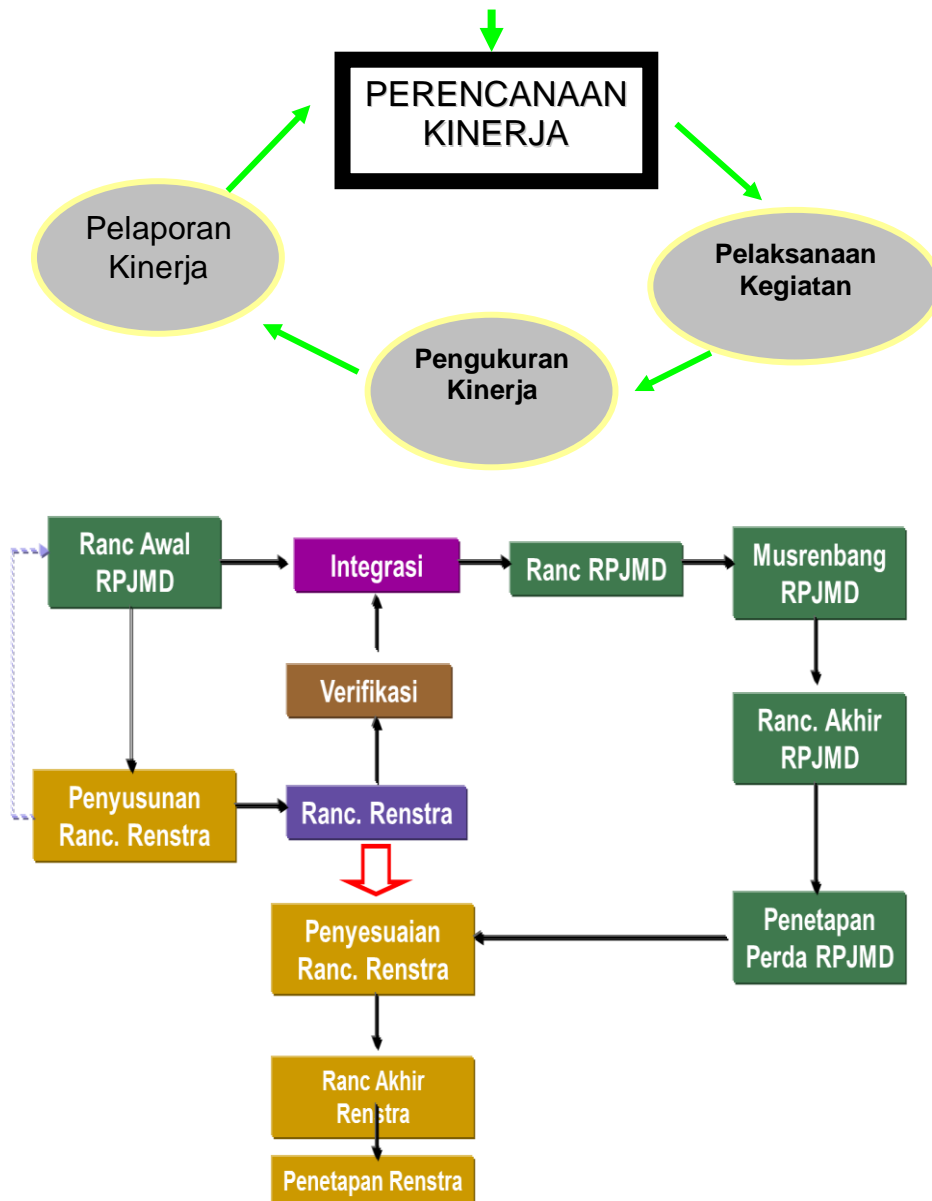 PERENCANAAN
KINERJA
Pelaporan
Kinerja
Pelaksanaan
Kegiatan
Pengukuran
Kinerja
Ranc Awal
RPJMD
Integrasi
Ranc RPJMD
Musrenbang
RPJMD
Verifikasi
Ranc. Akhir
RPJMD
Penyusunan
Ranc. Renstra
Ranc. Renstra
Penyesuaian
Ranc. Renstra
Penetapan
Perda RPJMD
Ranc Akhir
Renstra
Penetapan Renstra